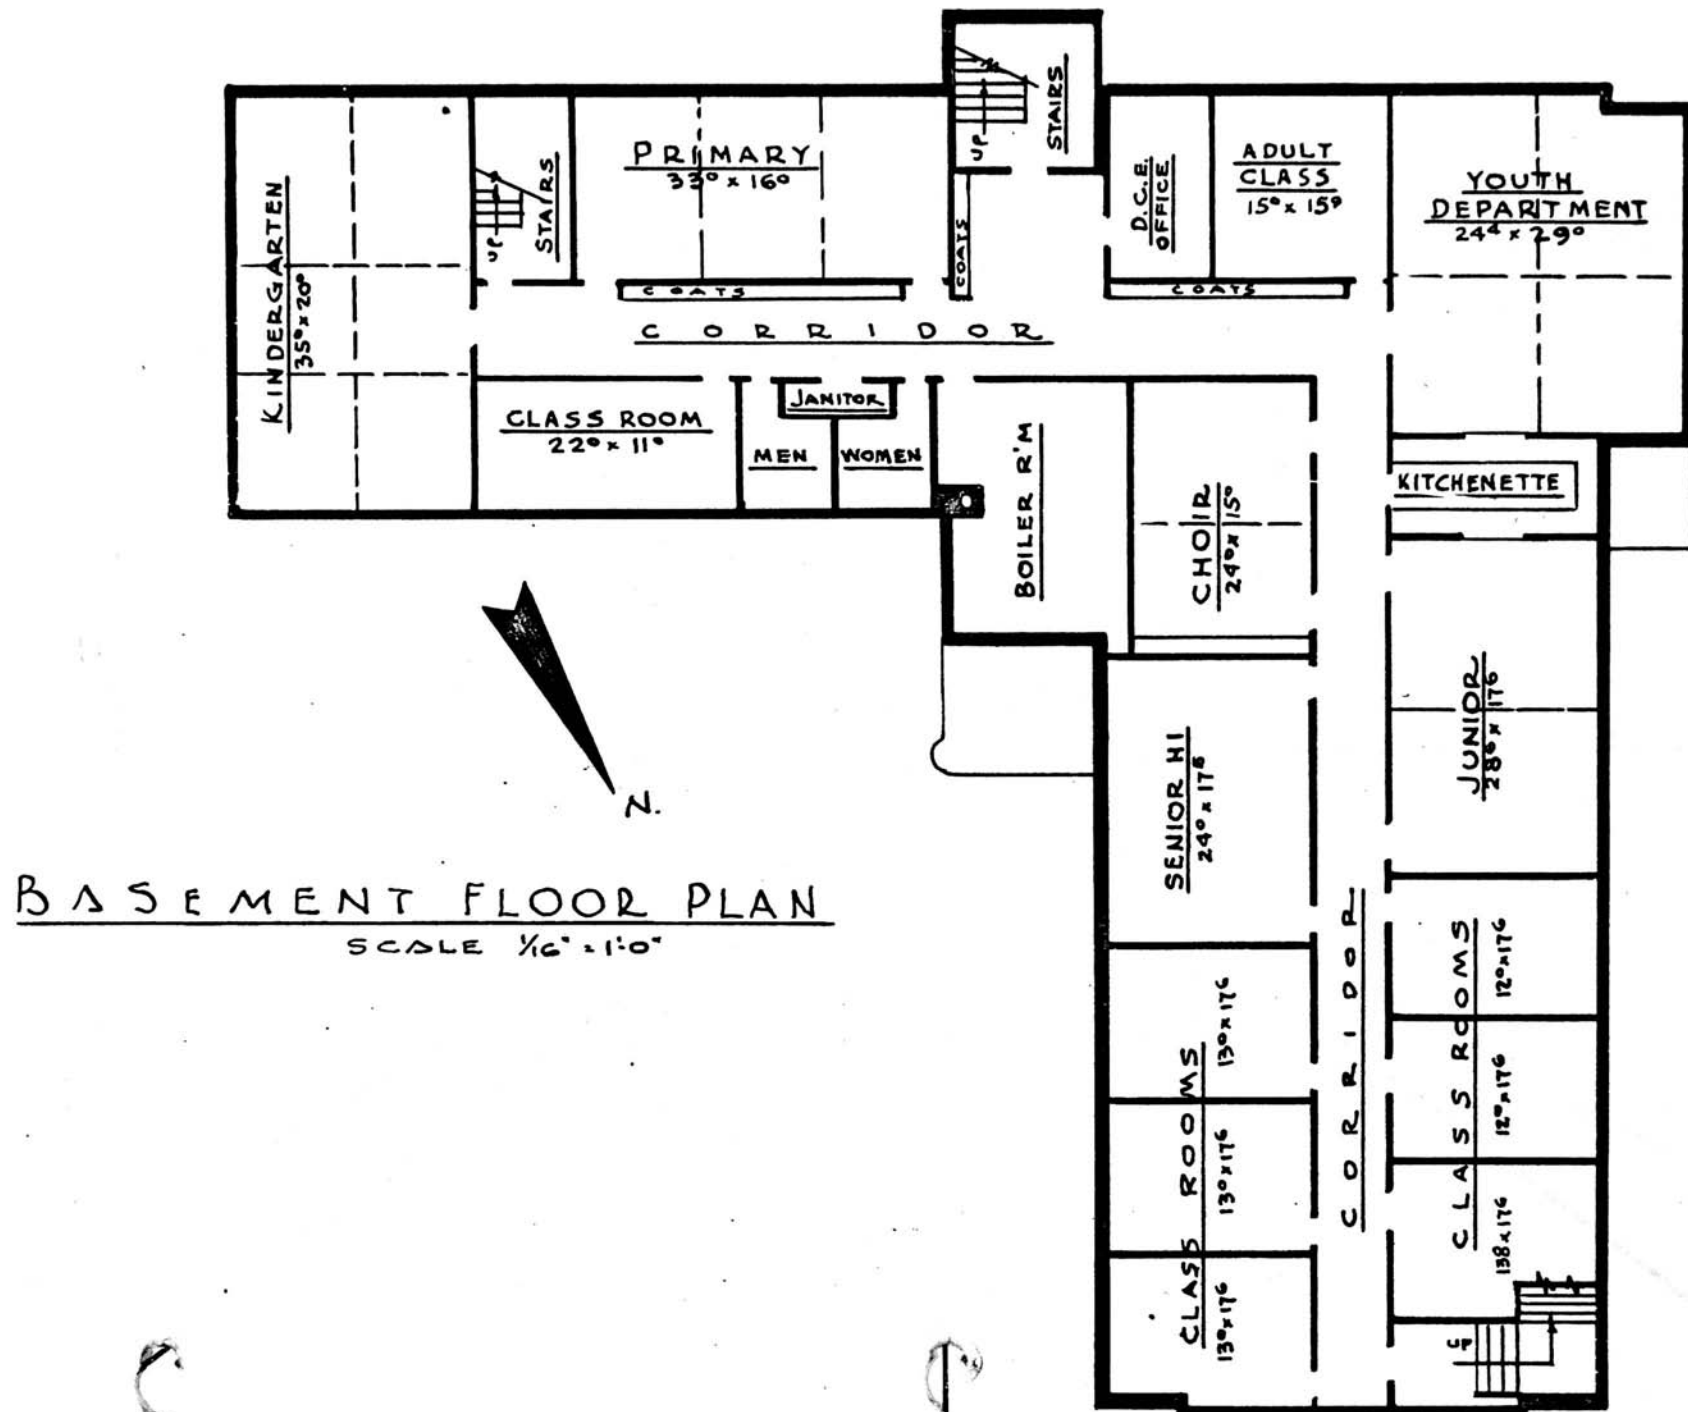 STAIRS
UP
PRIMARY
33⁰ x 16⁰
STAIRS
UP
KINDERGARTEN
35⁰ x 20⁰
COATS
COATS
D.C.E.
OFFICE
ADULT
CLASS
15⁰ x 15⁹
COATS
YOUTH
DEPARTMENT
24⁴ x 29⁰
CORRIDOR
CLASS ROOM
22⁰ x 11⁰
JANITOR
MEN
WOMEN
BOILER R'M
CHOIR
24⁰ x 15⁰
KITCHENETTE
JUNIOR
28⁶ x 17⁶
SENIOR HI
24⁰ x 17⁶
N.
BASEMENT FLOOR PLAN
SCALE 1/16" = 1'-0"
CORRIDOR
CLASS ROOMS
13⁰ x 17⁶
13⁰ x 17⁶
13⁰ x 17⁶
CLASS ROOMS
12⁰ x 17⁶
12⁰ x 17⁶
13⁸ x 17⁶
UP